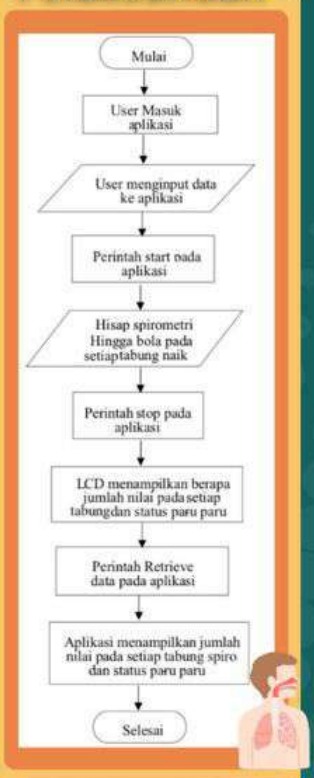 Mulai
User Masuk
aplikasi
User menginput data
ke aplikasi
Perintah start pada
aplikasi
Hisap spirometri
Hingga bola pada
setiaptabung naik
Perintah stop pada
aplikasi
LCD menampilkan berapa
jumlah nilai pada setiap
tabungdan status paru paru
Perintah Retrieve
data pada aplikasi
Aplikasi menampilkan jumlah
nilai pada setiap tabung spiro
dan status paru paru
Selesai